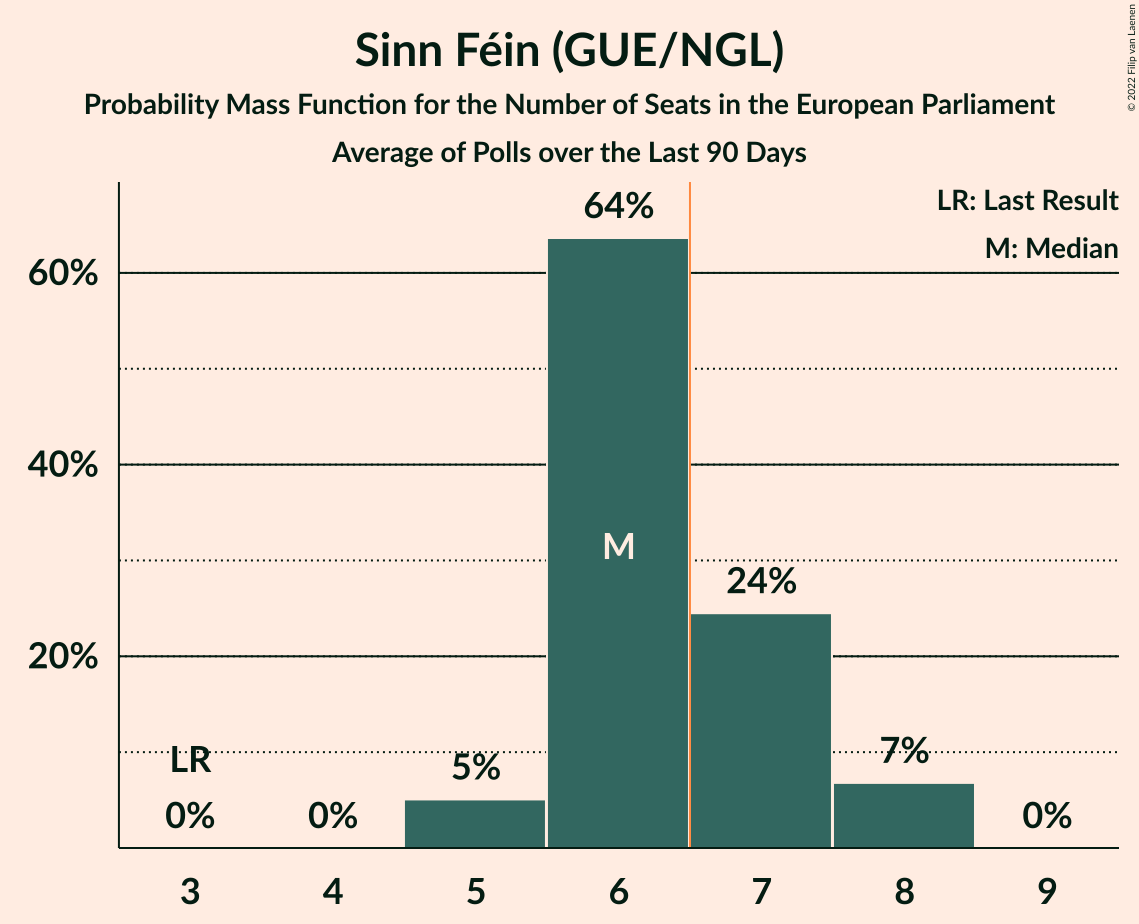 Sinn Féin (GUE/NGL)
Probability Mass Function for the Number of Seats in the European Parliament
Average of Polls over the Last 90 Days
© 2022 Filip van Laenen
LR: Last Result
M: Median
64%
60%
40%
M
24%
20%
LR
7%
5%
0%
0%
0%
3 4 5 6 7 8 9